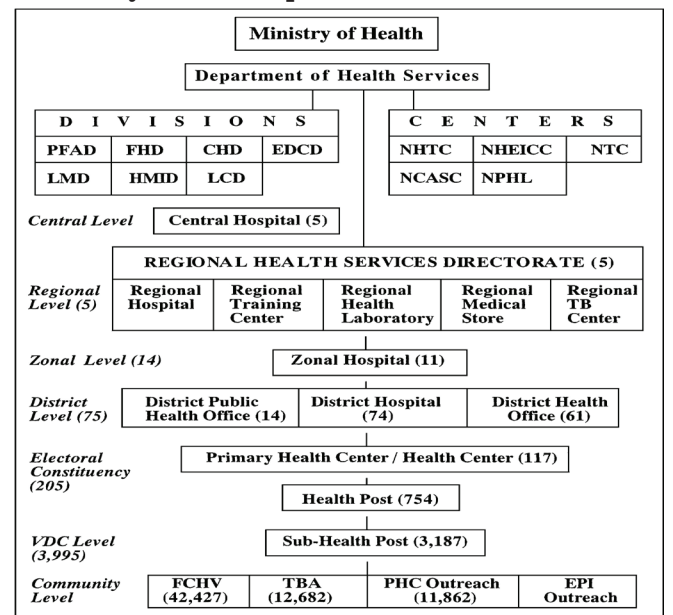 Ministry of Health
Department of Health Services
D I V I S I O N S
PFAD FHD CHD EDCD
LMD HMID LCD
C E N T E R S
NHTC NHEICC NTC
NCASC NPHL
Central Level Central Hospital (5)
REGIONAL HEALTH SERVICES DIRECTORATE (5)
Regional
Level (5)
Regional
Hospital
Regional
Training
Center
Regional
Health
Laboratory
Regional
Medical
Store
Regional
TB
Center
Zonal Level (14) Zonal Hospital (11)
District
Level (75)
District Public
Health Office (14)
District Hospital
(74)
District Health
Office (61)
Electoral
Constituency
(205)
Primary Health Center / Health Center (117)
Health Post (754)
VDC Level
(3,995)
Sub-Health Post (3,187)
Community
Level
FCHV
(42,427)
TBA
(12,682)
PHC Outreach
(11,862)
EPI
Outreach